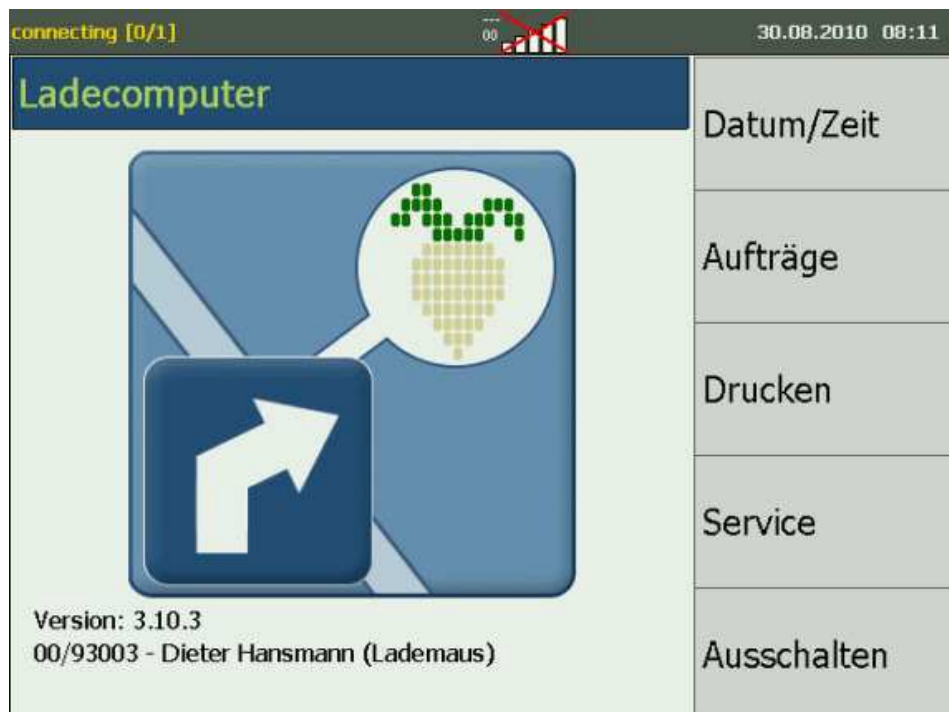 connecting [0/1]
---
00
30.08.2010 08:11
Ladecomputer
Datum/Zeit
Aufträge
Drucken
Service
Ausschalten
Version: 3.10.3
00/93003 - Dieter Hansmann (Lademaus)